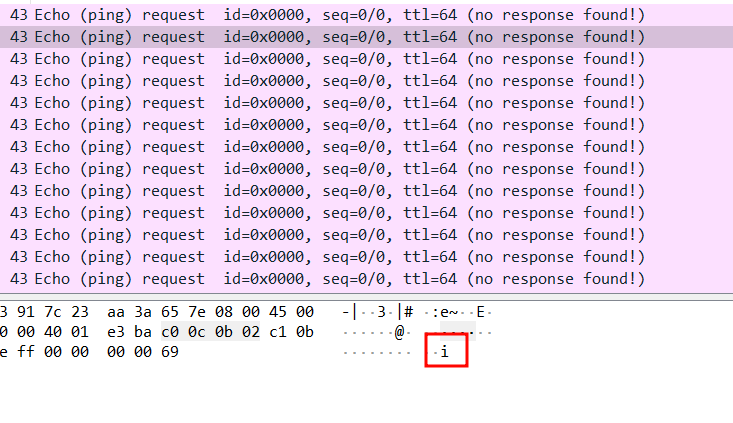 43 Echo (ping) request  id=0x0000, seq=0/0, ttl=64 (no response found!)
43 Echo (ping) request  id=0x0000, seq=0/0, ttl=64 (no response found!)
43 Echo (ping) request  id=0x0000, seq=0/0, ttl=64 (no response found!)
43 Echo (ping) request  id=0x0000, seq=0/0, ttl=64 (no response found!)
43 Echo (ping) request  id=0x0000, seq=0/0, ttl=64 (no response found!)
43 Echo (ping) request  id=0x0000, seq=0/0, ttl=64 (no response found!)
43 Echo (ping) request  id=0x0000, seq=0/0, ttl=64 (no response found!)
43 Echo (ping) request  id=0x0000, seq=0/0, ttl=64 (no response found!)
43 Echo (ping) request  id=0x0000, seq=0/0, ttl=64 (no response found!)
43 Echo (ping) request  id=0x0000, seq=0/0, ttl=64 (no response found!)
43 Echo (ping) request  id=0x0000, seq=0/0, ttl=64 (no response found!)
43 Echo (ping) request  id=0x0000, seq=0/0, ttl=64 (no response found!)
43 Echo (ping) request  id=0x0000, seq=0/0, ttl=64 (no response found!)
3 91 7c 23  aa 3a 65 7e 08 00 45 00  -|··3·|# ·:e~··E·
0 00 40 01  e3 ba c0 0c 0b 02 c1 0b  ······@· ········
e ff 00 00  00 00 69  ········ ··i